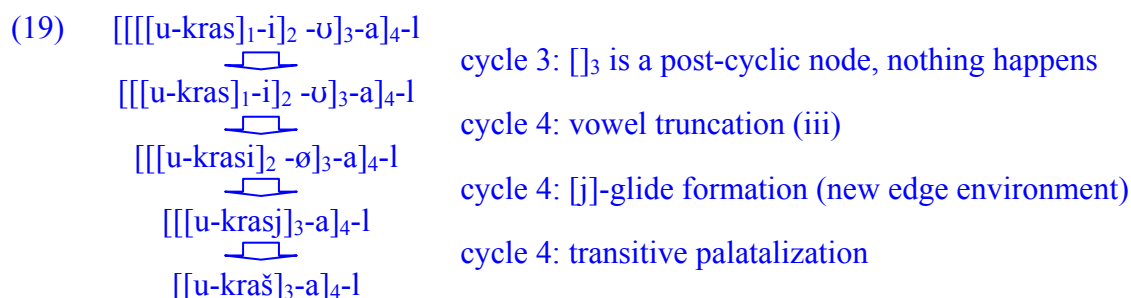 (19) [[[[u-kras]₁-i]₂ -ʊ]₃-a]₄-l
cycle 3: []₃ is a post-cyclic node, nothing happens
[[[u-kras]₁-i]₂ -ʊ]₃-a]₄-l
cycle 4: vowel truncation (iii)
[[[u-krasi]₂ -ø]₃-a]₄-l
cycle 4: [j]-glide formation (new edge environment)
[[[u-krasj]₃-a]₄-l
cycle 4: transitive palatalization
[[u-kraš]₃-a]₄-l